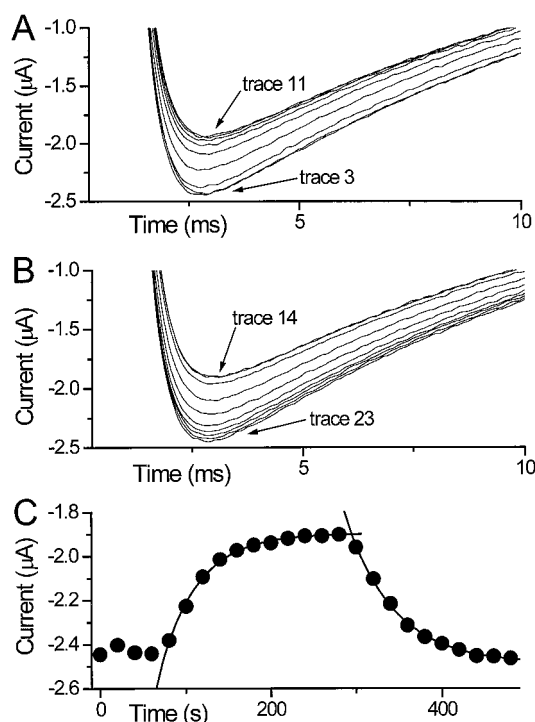 A
-1.0
-1.5
-2.0
-2.5
Current (µA)
trace 11
trace 3
Time (ms)
5
10
B
-1.0
-1.5
-2.0
-2.5
Current (µA)
trace 14
trace 23
Time (ms)
5
10
C
-1.8
-2.0
-2.2
-2.4
-2.6
Current (µA)
0
Time (s)
200
400